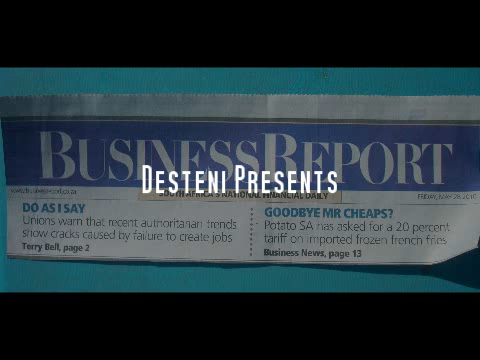 BUSINESS REPORT
DESTENI PRESENTS
SOUTH AFRICA'S NATIONAL FINANCIAL DAILY
DO AS I SAY
Unions warn that recent authoritarian trends
show cracks caused by failure to create jobs
Terry Bell, page 2
GOODBYE MR CHEAPS?
Potato SA has asked for a 20 percent
tariff on imported frozen french fries
Business News, page 13